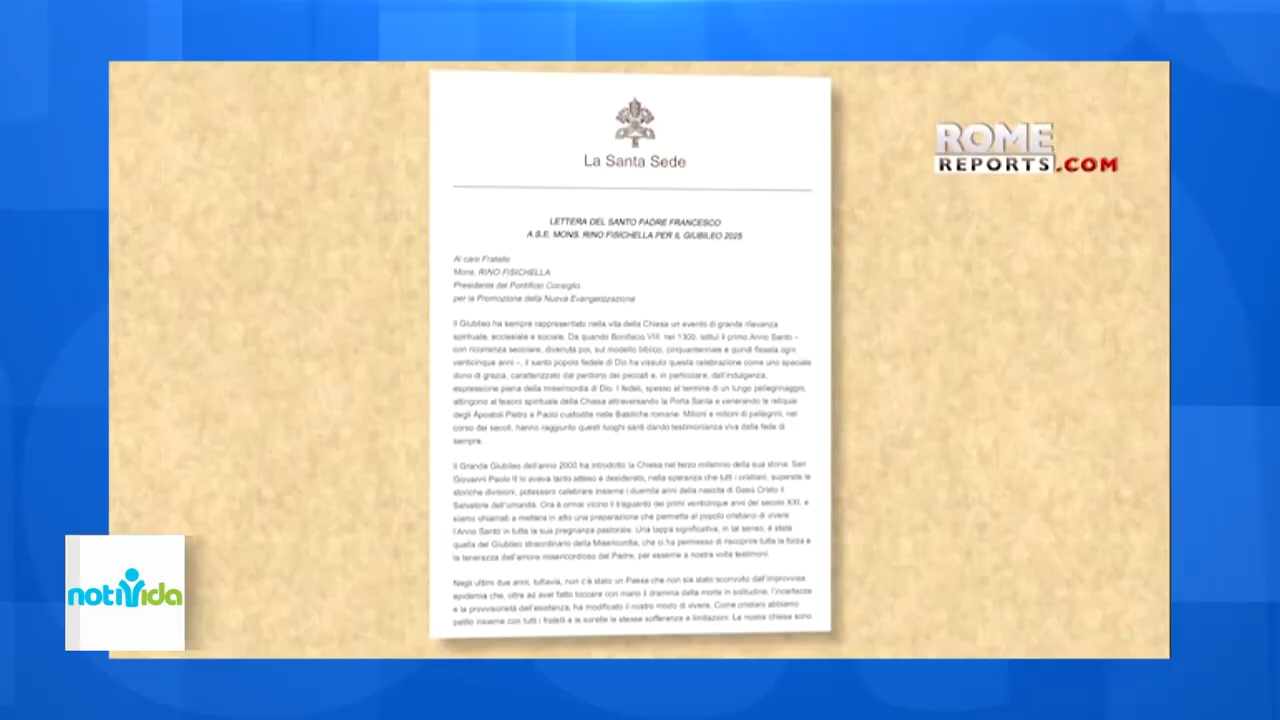 La Santa Sede
ROME
REPORTS.COM
LETTERA DEL SANTO PADRE FRANCESCO
A S.E. MONS. RINO FISICHELLA PER IL GIUBILEO 2025
Al caro Fratello
Mons. RINO FISICHELLA
Presidente del Pontificio Consiglio
per la Promozione della Nuova Evangelizzazione
Il Giubileo ha sempre rappresentato nella vita della Chiesa un evento di grande rilevanza
spirituale, ecclesiale e sociale. Da quando Bonifacio VIII, nel 1300, istituì il primo Anno Santo –
con ricorrenza secolare, divenuta poi, sul modello biblico, cinquantennale e quindi fissata ogni
venticinque anni –, il santo popolo fedele di Dio ha vissuto questa celebrazione come uno speciale
dono di grazia, caratterizzato dal perdono dei peccati e, in particolare, dall'indulgenza,
espressione piena della misericordia di Dio. I fedeli, spesso al termine di un lungo pellegrinaggio,
attingono al tesoro spirituale della Chiesa attraversando la Porta Santa e venerando le reliquie
degli Apostoli Pietro e Paolo custodite nelle Basiliche romane. Milioni e milioni di pellegrini, nel
corso dei secoli, hanno raggiunto questi luoghi santi dando testimonianza viva della fede di
sempre.
Il Grande Giubileo dell'anno 2000 ha introdotto la Chiesa nel terzo millennio della sua storia. San
Giovanni Paolo II lo aveva tanto atteso e desiderato, nella speranza che tutti i cristiani, superate le
storiche divisioni, potessero celebrare insieme i duemila anni della nascita di Gesù Cristo il
Salvatore dell'umanità. Ora è ormai vicino il traguardo dei primi venticinque anni del secolo XXI, e
siamo chiamati a mettere in atto una preparazione che permetta al popolo cristiano di vivere
l'Anno Santo in tutta la sua pregnanza pastorale. Una tappa significativa, in tal senso, è stata
quella del Giubileo straordinario della Misericordia, che ci ha permesso di riscoprire tutta la forza e
la tenerezza dell'amore misericordioso del Padre, per esserne a nostra volta testimoni.
Negli ultimi due anni, tuttavia, non c'è stato un Paese che non sia stato sconvolto dall'improvvisa
epidemia che, oltre ad aver fatto toccare con mano il dramma della morte in solitudine, l'incertezza
e la provvisorietà dell'esistenza, ha modificato il nostro modo di vivere. Come cristiani abbiamo
patito insieme con tutti i fratelli e le sorelle le stesse sofferenze e limitazioni. Le nostre chiese sono
notiVida